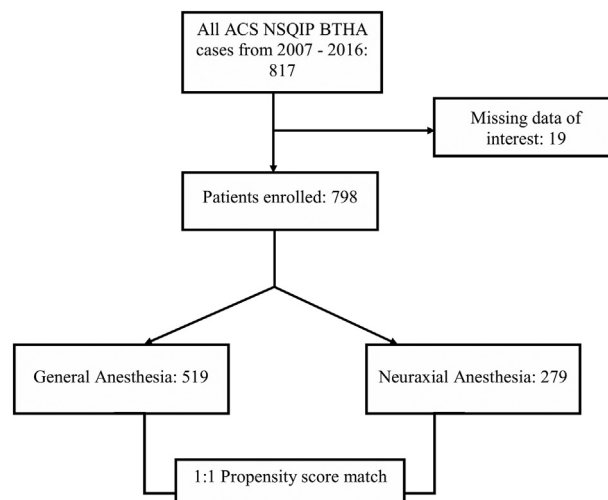 All ACS NSQIP BTHA
cases from 2007 - 2016:
817
Missing data of
interest: 19
Patients enrolled: 798
General Anesthesia: 519
Neuraxial Anesthesia: 279
1:1 Propensity score match